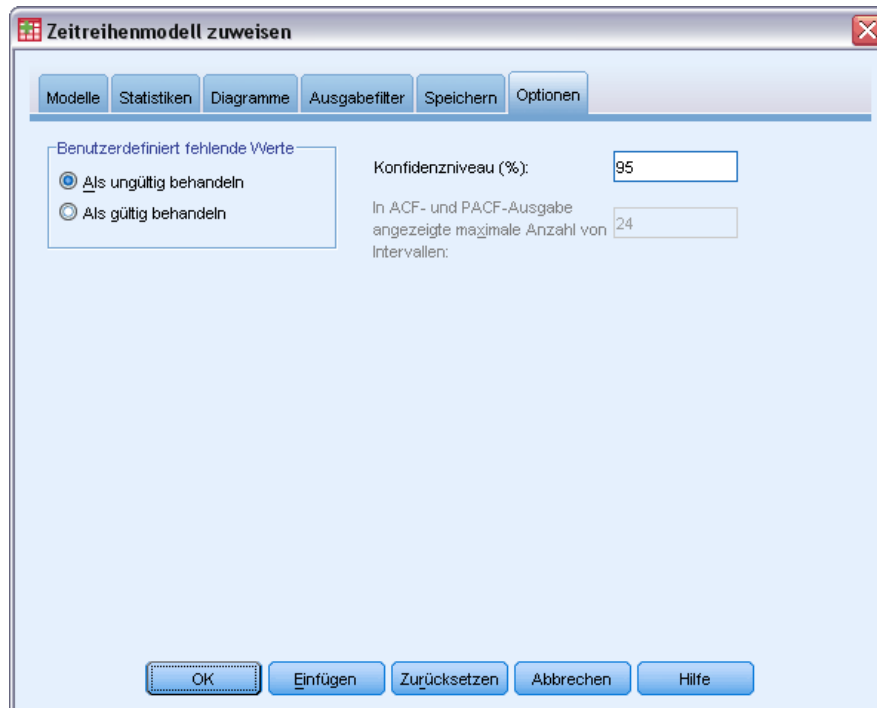 Zeitreihenmodell zuweisen
Modelle Statistiken Diagramme Ausgabefilter Speichern Optionen
Benutzerdefiniert fehlende Werte
Als ungültig behandeln
Als gültig behandeln
Konfidenzniveau (%): 95
In ACF- und PACF-Ausgabe
angezeigte maximale Anzahl von 24
Intervallen:
OK Einfügen Zurücksetzen Abbrechen Hilfe